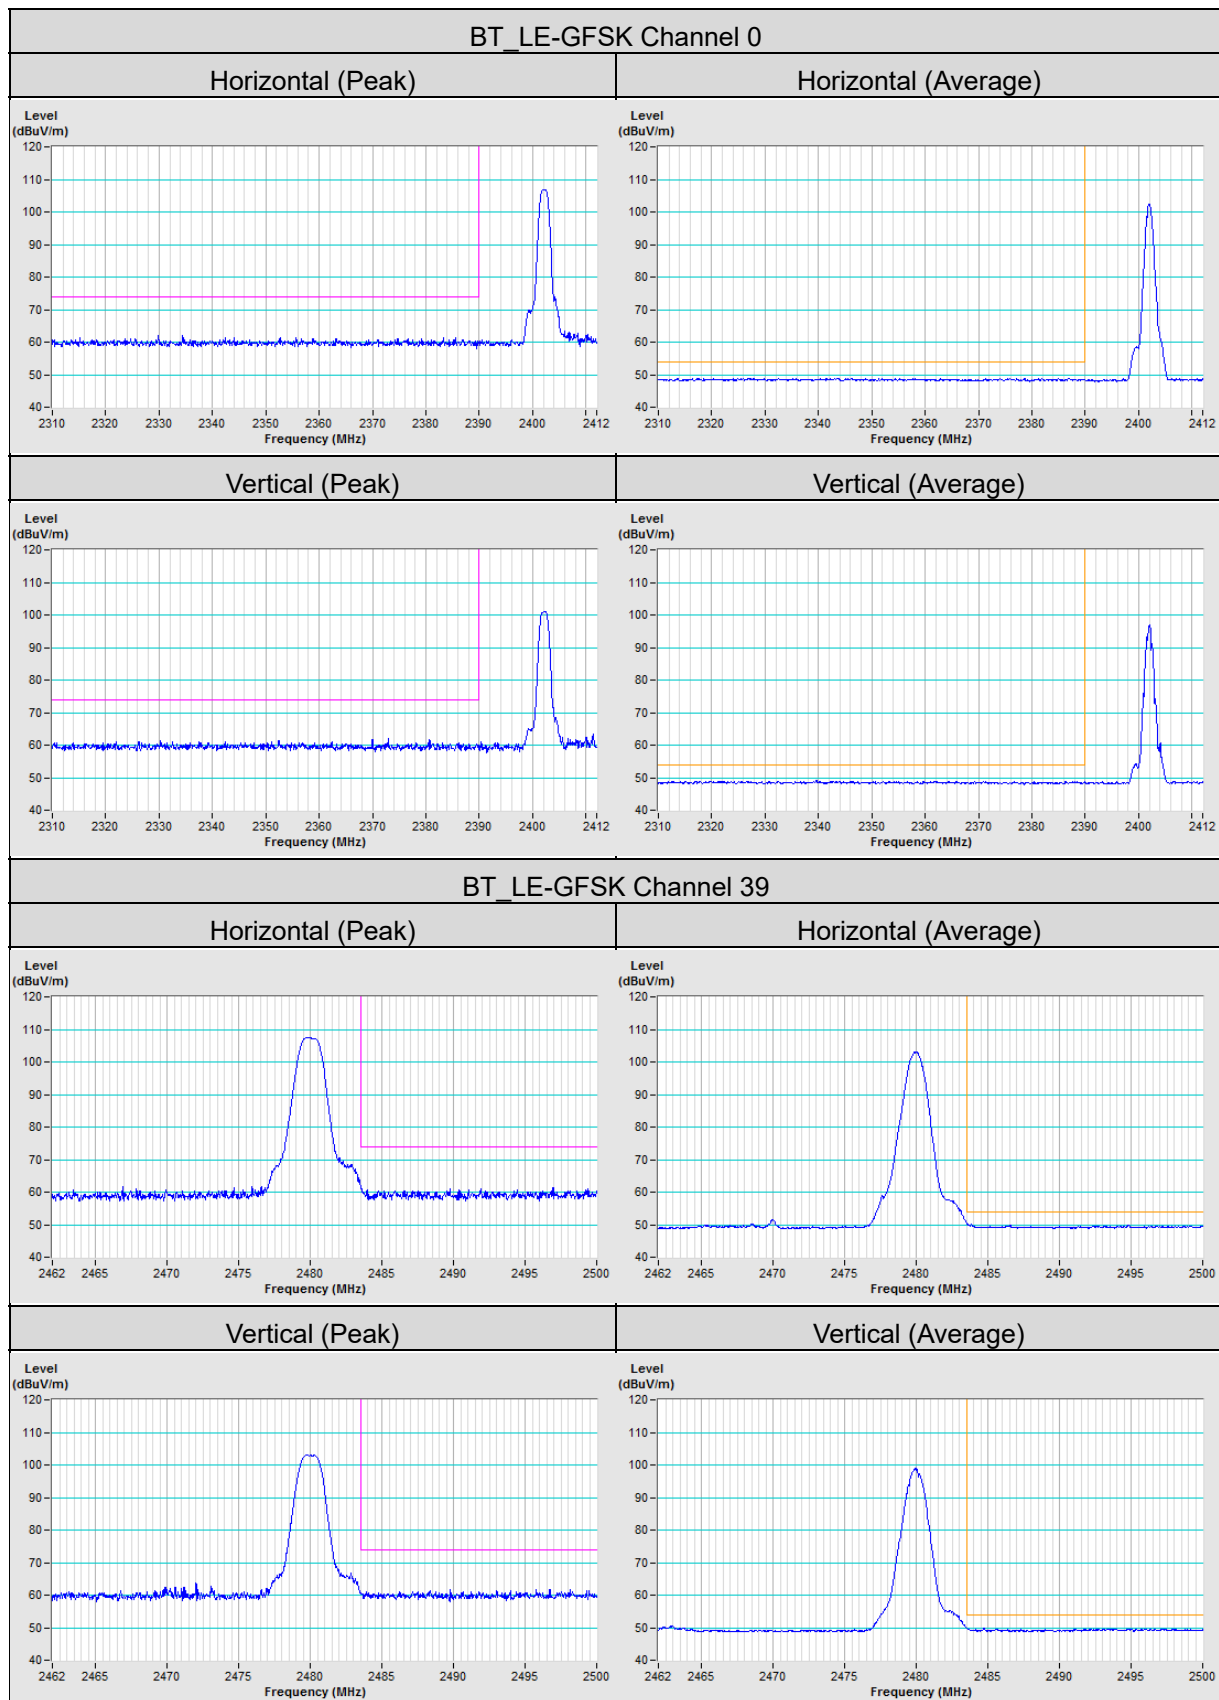 BT_LE-GFSK Channel 0
Horizontal (Peak)
Horizontal (Average)
Level
(dBuV/m)
120
110
100
90
80
70
60
50
40
2310 2320 2330 2340 2350 2360 2370 2380 2390 2400 2412
Frequency (MHz)
Level
(dBuV/m)
120
110
100
90
80
70
60
50
40
2310 2320 2330 2340 2350 2360 2370 2380 2390 2400 2412
Frequency (MHz)
Vertical (Peak)
Vertical (Average)
Level
(dBuV/m)
120
110
100
90
80
70
60
50
40
2310 2320 2330 2340 2350 2360 2370 2380 2390 2400 2412
Frequency (MHz)
Level
(dBuV/m)
120
110
100
90
80
70
60
50
40
2310 2320 2330 2340 2350 2360 2370 2380 2390 2400 2412
Frequency (MHz)
BT_LE-GFSK Channel 39
Horizontal (Peak)
Horizontal (Average)
Level
(dBuV/m)
120
110
100
90
80
70
60
50
40
2462 2465 2470 2475 2480 2485 2490 2495 2500
Frequency (MHz)
Level
(dBuV/m)
120
110
100
90
80
70
60
50
40
2462 2465 2470 2475 2480 2485 2490 2495 2500
Frequency (MHz)
Vertical (Peak)
Vertical (Average)
Level
(dBuV/m)
120
110
100
90
80
70
60
50
40
2462 2465 2470 2475 2480 2485 2490 2495 2500
Frequency (MHz)
Level
(dBuV/m)
120
110
100
90
80
70
60
50
40
2462 2465 2470 2475 2480 2485 2490 2495 2500
Frequency (MHz)